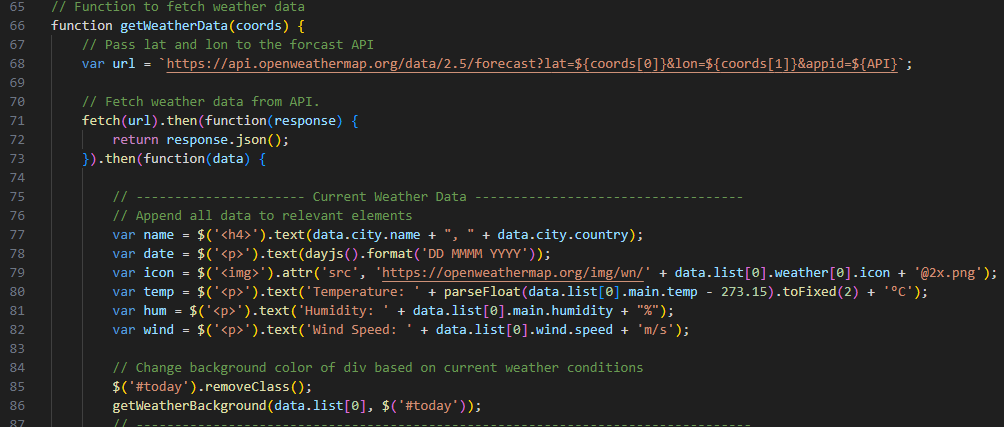 65 // Function to fetch weather data
66 function getWeatherData(coords) {
67     // Pass lat and lon to the forcast API
68     var url = `https://api.openweathermap.org/data/2.5/forecast?lat=${coords[0]}&lon=${coords[1]}&appid=${API}`;
69
70     // Fetch weather data from API.
71     fetch(url).then(function(response) {
72         return response.json();
73     }).then(function(data) {
74
75         // ---------------------- Current Weather Data -----------------------------------
76         // Append all data to relevant elements
77         var name = $('<h4>').text(data.city.name + ", " + data.city.country);
78         var date = $('<p>').text(dayjs().format('DD MMMM YYYY'));
79         var icon = $('<img>').attr('src', 'https://openweathermap.org/img/wn/' + data.list[0].weather[0].icon + '@2x.png');
80         var temp = $('<p>').text('Temperature: ' + parseFloat(data.list[0].main.temp - 273.15).toFixed(2) + '°C');
81         var hum = $('<p>').text('Humidity:  ' + data.list[0].main.humidity + "%");
82         var wind = $('<p>').text('Wind Speed: ' + data.list[0].wind.speed + 'm/s');
83
84         // Change background color of div based on current weather conditions
85         $('#today').removeClass();
86         getWeatherBackground(data.list[0], $('#today'));
87         // --------------------------------------------------------------------------------